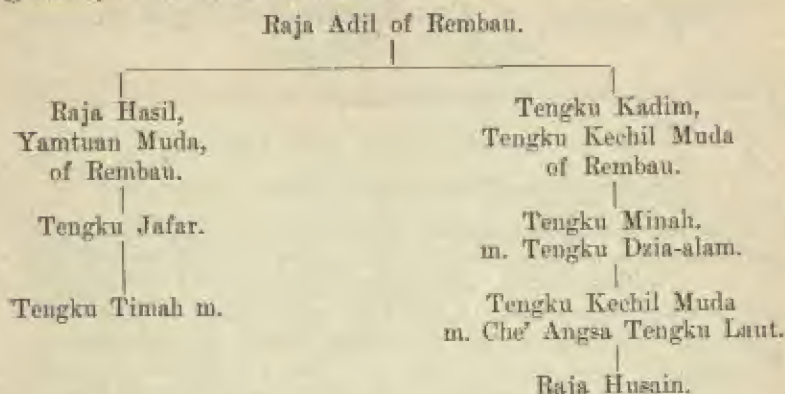 Raja Adil of Rembau.
Raja Hasil,
Yamtuan Muda,
of Rembau.
Tengku Jafar.
Tengku Timah m.
Tengku Kadim,
Tengku Kechil Muda
of Rembau.
Tengku Minah.
m. Tengku Dzia-alam.
Tengku Kechil Muda
m. Che' Angsa Tengku Laut.
Raja Husain.